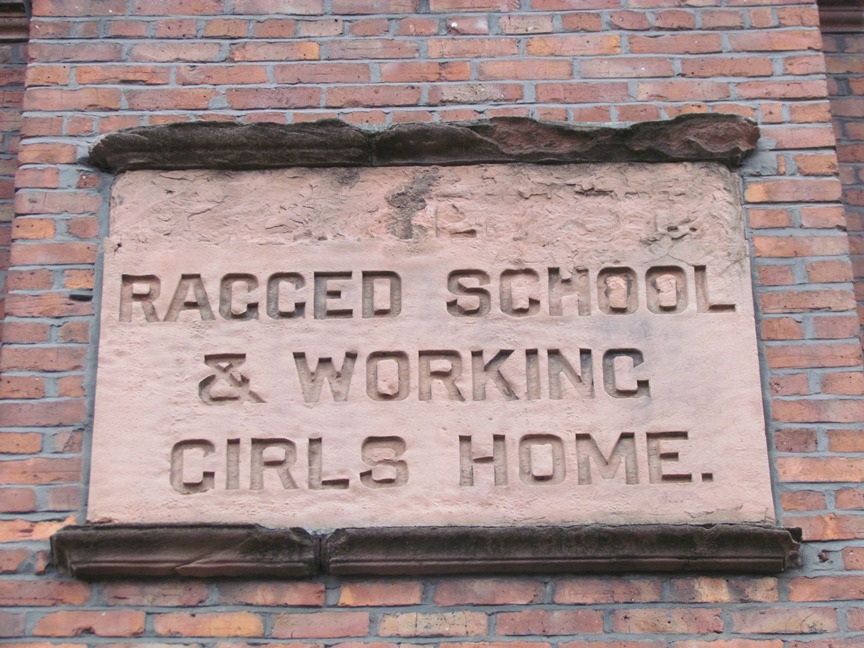 RAGGED SCHOOL
& WORKING
GIRLS HOME.